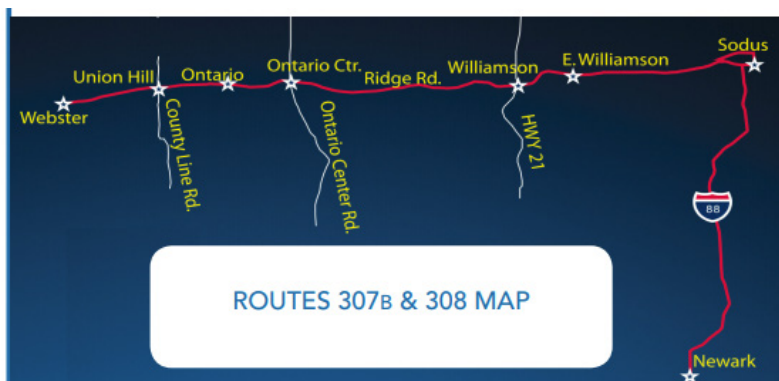 Sodus
Union Hill
Ontario
Ontario Ctr.
Ridge Rd.
Williamson
E. Williamson
Webster
County Line Rd.
Ontario Center Rd.
HWY 21
88
ROUTES 307B & 308 MAP
Newark